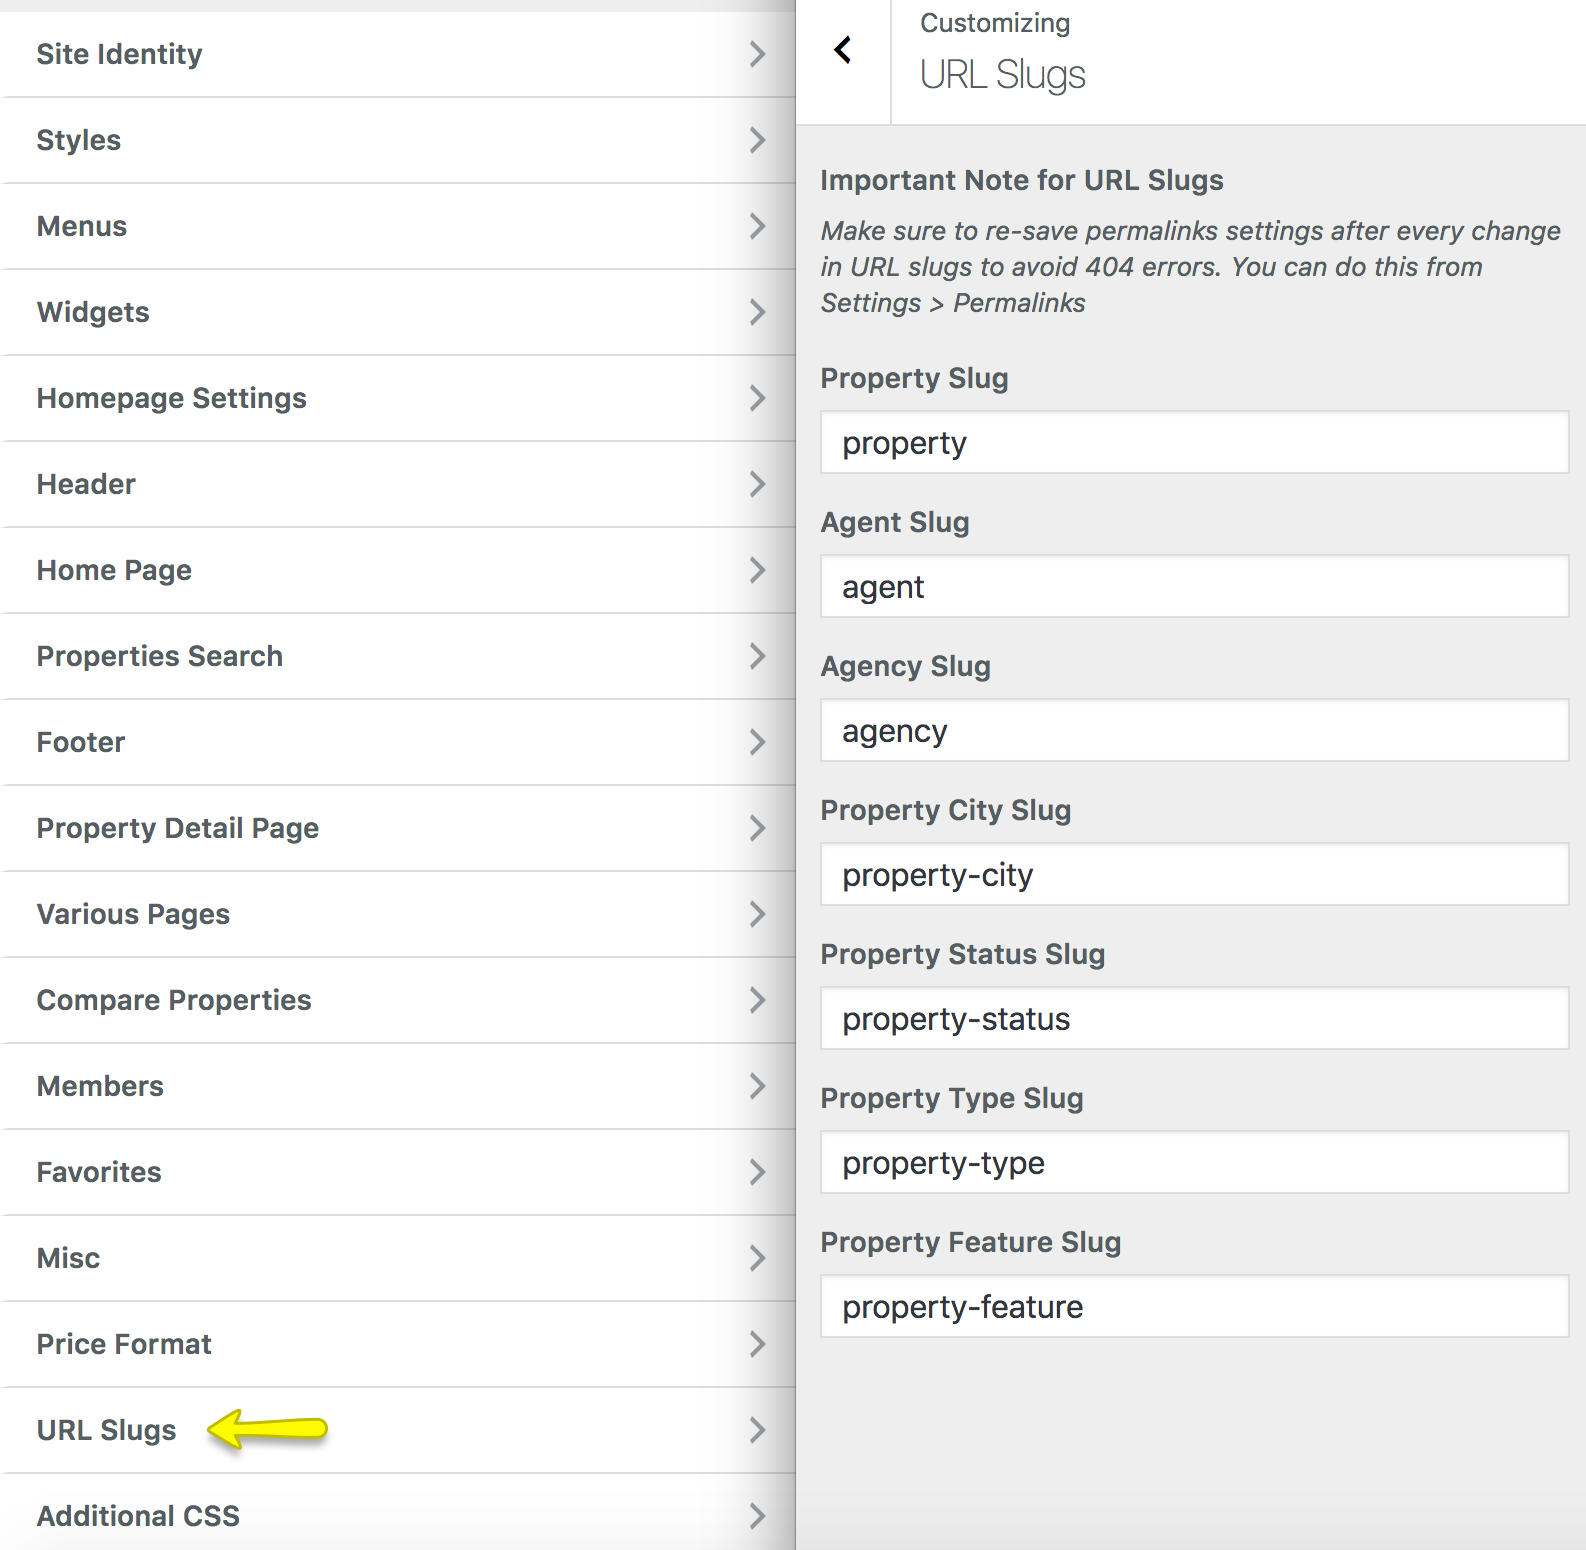 Site Identity
Styles
Menus
Widgets
Homepage Settings
Header
Home Page
Properties Search
Footer
Property Detail Page
Various Pages
Compare Properties
Members
Favorites
Misc
Price Format
URL Slugs
Additional CSS
Customizing
URL Slugs
Important Note for URL Slugs
Make sure to re-save permalinks settings after every change
in URL slugs to avoid 404 errors. You can do this from
Settings > Permalinks
Property Slug
property
Agent Slug
agent
Agency Slug
agency
Property City Slug
property-city
Property Status Slug
property-status
Property Type Slug
property-type
Property Feature Slug
property-feature